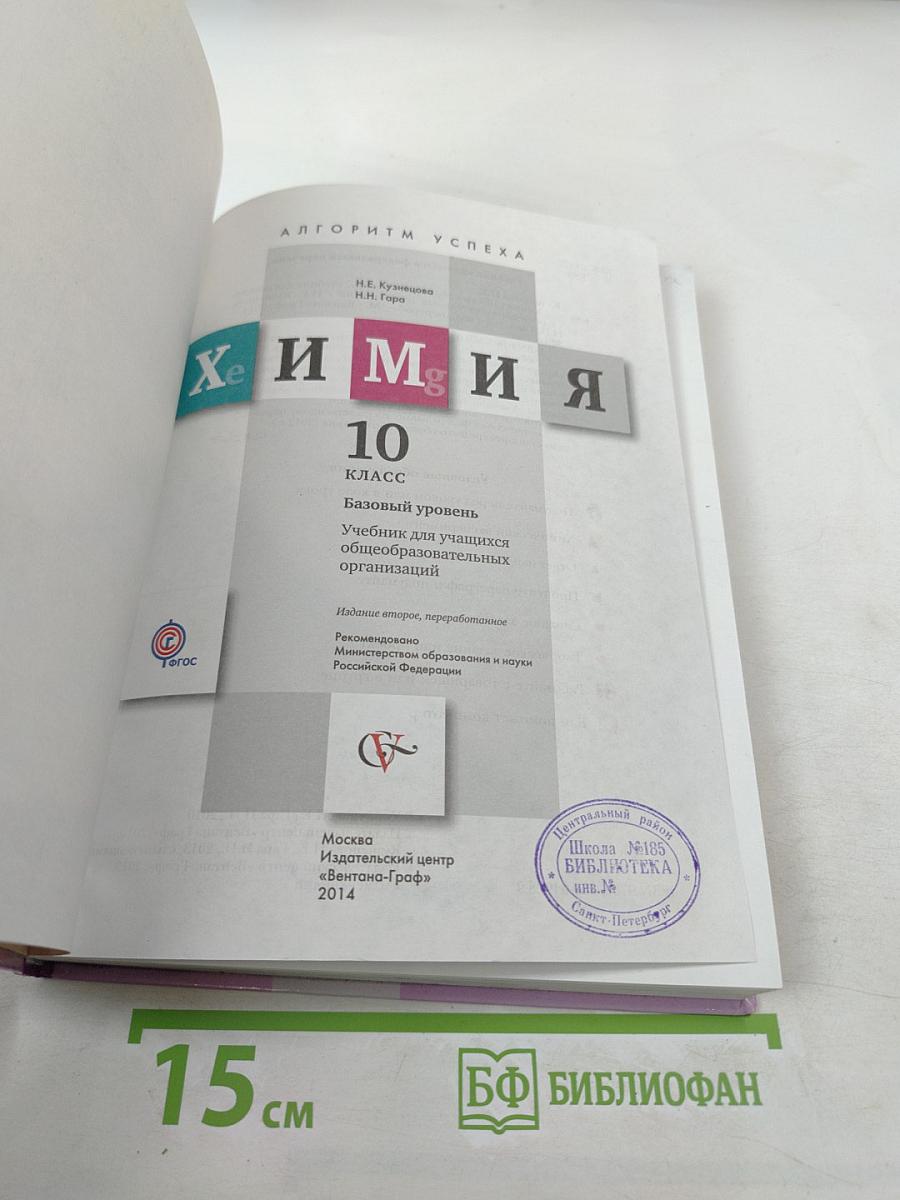 АЛГОРИТМ УСПЕХА
Н.Е. Кузнецова
Н.Н. Гара
ХеИМgИЯ
10
КЛАСС
Базовый уровень
Учебник для учащихся
общеобразовательных
организаций
Издание второе, переработанное
Рекомендовано
Министерством образования и науки
Российской Федерации
ФГОС
Москва
Издательский центр
«Вентана-Граф»
2014
Центральный район
Школа №185
БИБЛИОТЕКА
инв.№
Санкт-Петербург
15 см
БФ БИБЛИОФАН